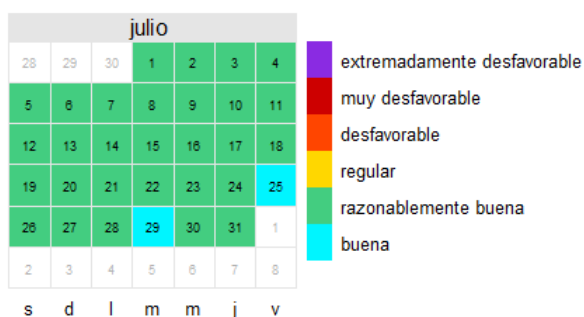 julio
28 29 30 1 2 3 4
5 6 7 8 9 10 11
12 13 14 15 16 17 18
19 20 21 22 23 24 25
26 27 28 29 30 31 1
2 3 4 5 6 7 8
s d l m m j v
extremadamente desfavorable
muy desfavorable
desfavorable
regular
razonablemente buena
buena